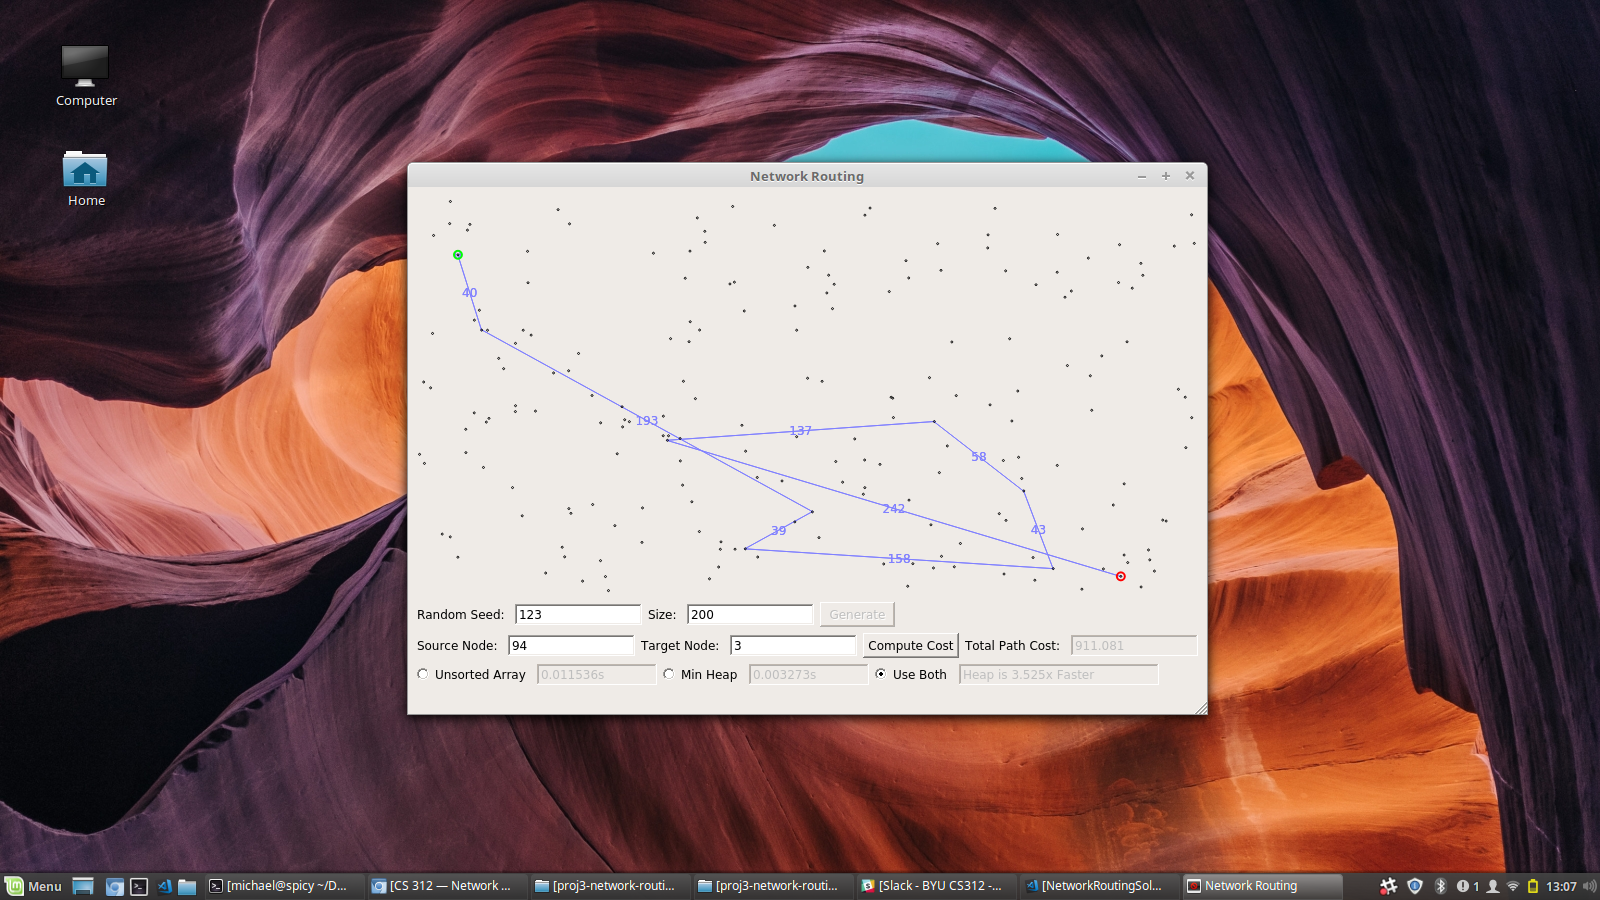 Computer
Home
Network Routing
40
193
137
58
242
43
39
158
Random Seed: 123 Size: 200 Generate
Source Node: 94 Target Node: 3 Compute Cost Total Path Cost: 911.081
Unsorted Array 0.011536s Min Heap 0.003273s Use Both Heap is 3.525x Faster
Menu [michael@spicy ~/D... [CS 312 — Network ... [proj3-network-routi... [proj3-network-routi... [Slack - BYU CS312 -... [NetworkRoutingSol... Network Routing 1 13:07